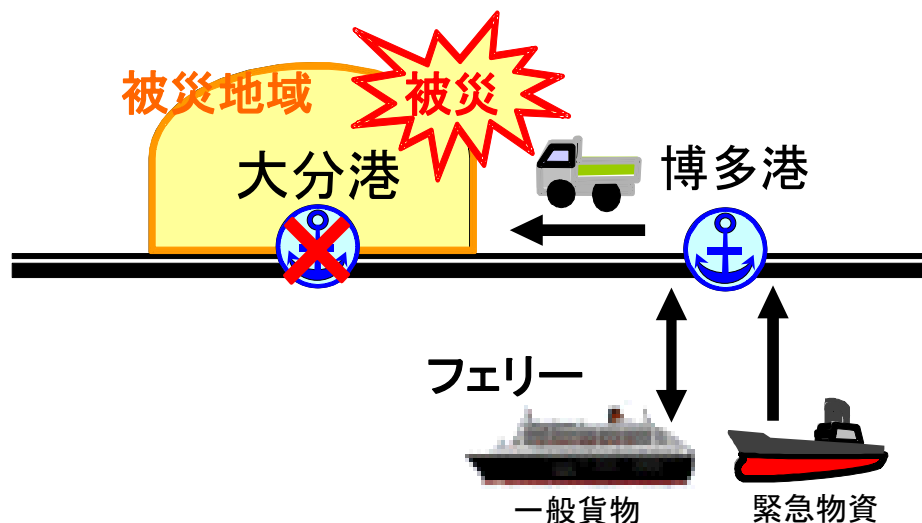 被災地域
被災
大分港
博多港
フェリー
一般貨物
緊急物資